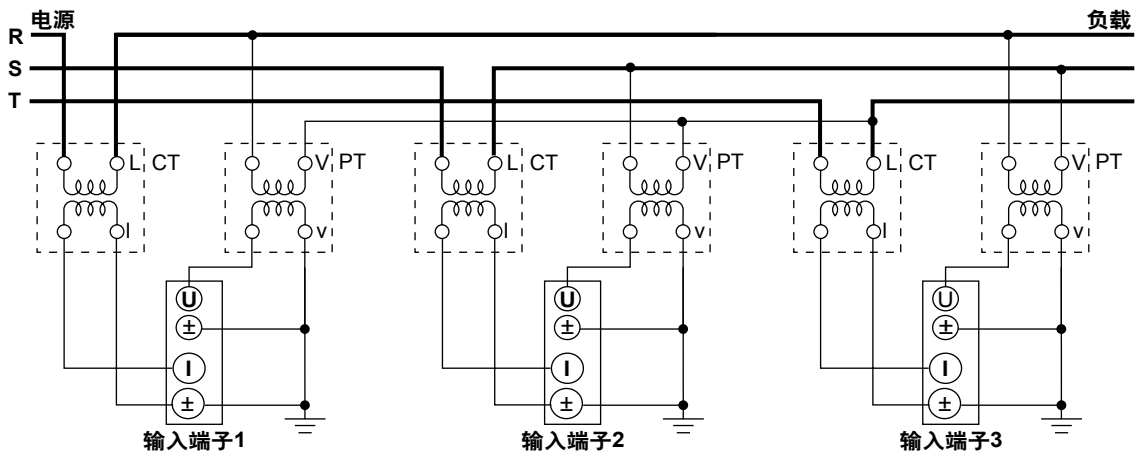 电源 负载
R
S
T
L CT V PT L CT V PT L CT V PT
l v l v l v
U U U
± ± ±
I I I
± ± ±
输入端子1 输入端子2 输入端子3